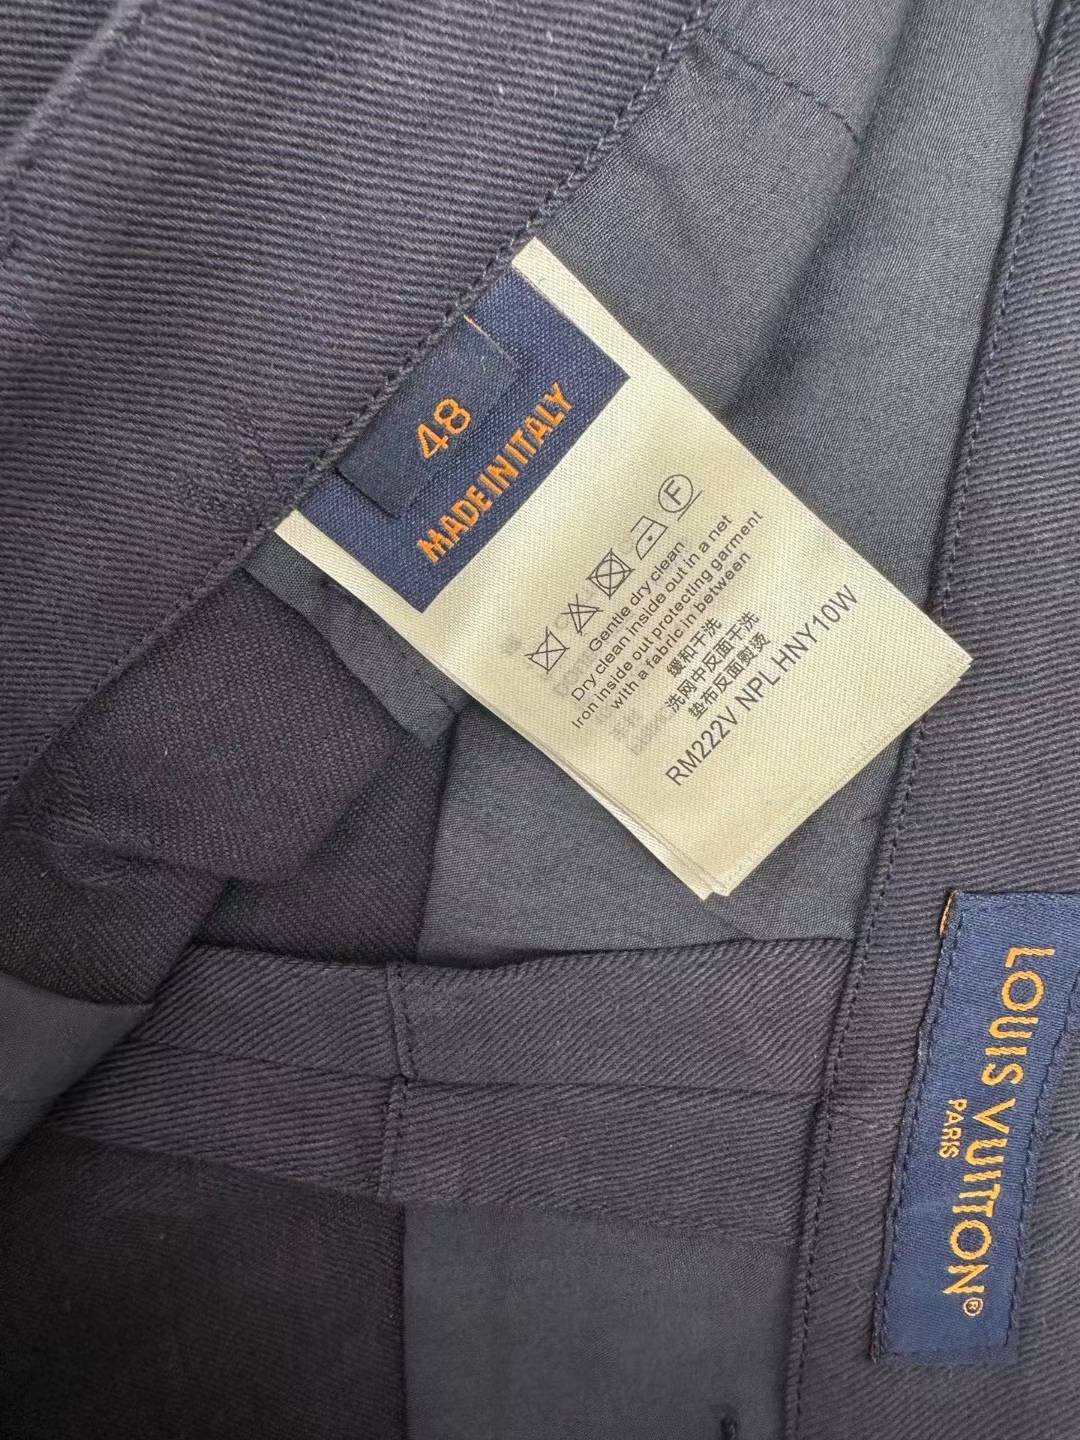 48
MADE IN ITALY
F
Gentle dry clean
Dry clean inside out in a net
Iron inside out protecting garment
with a fabric in between
缓和干洗
洗网中反面干洗
垫布反面熨烫
RM222V / NPL HNY10W
LOUIS VUITTON®
PARIS